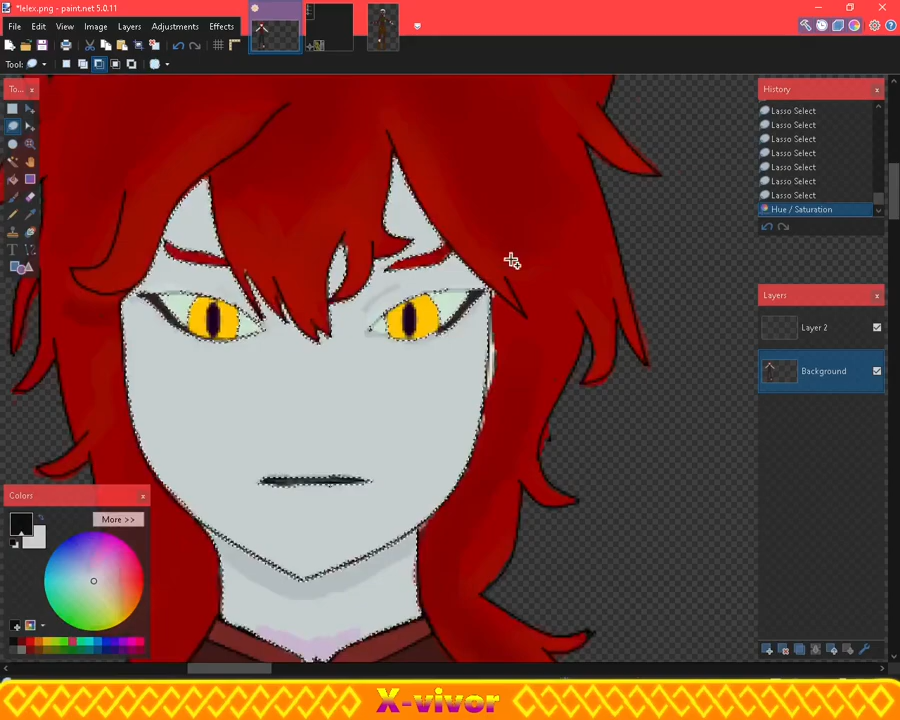 *lelex.png - paint.net 5.0.11
File Edit View Image Layers Adjustments Effects
Tool:
To...
History
Lasso Select
Lasso Select
Lasso Select
Lasso Select
Lasso Select
Lasso Select
Lasso Select
Hue / Saturation
Layers
Layer 2
Background
Colors
More >>
X-vivor